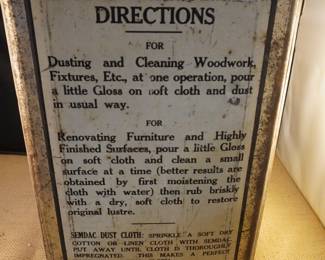 DIRECTIONS
FOR
Dusting and Cleaning Woodwork,
Fixtures, Etc., at one operation, pour
a little Gloss on soft cloth and dust
in usual way.
FOR
Renovating Furniture and Highly
Finished Surfaces, pour a little Gloss
on soft cloth and clean a small
surface at a time (better results are
obtained by first moistening the
cloth with water) then rub briskly
with a dry, soft cloth to restore
original lustre.
SEMDAC DUST CLOTH: SPRINKLE A SOFT DRY
COTTON OR LINEN CLOTH WITH SEMDAC.
PUT AWAY UNTIL CLOTH IS THOROUGHLY
IMPREGNATED. THIS MAKES A PERFECT